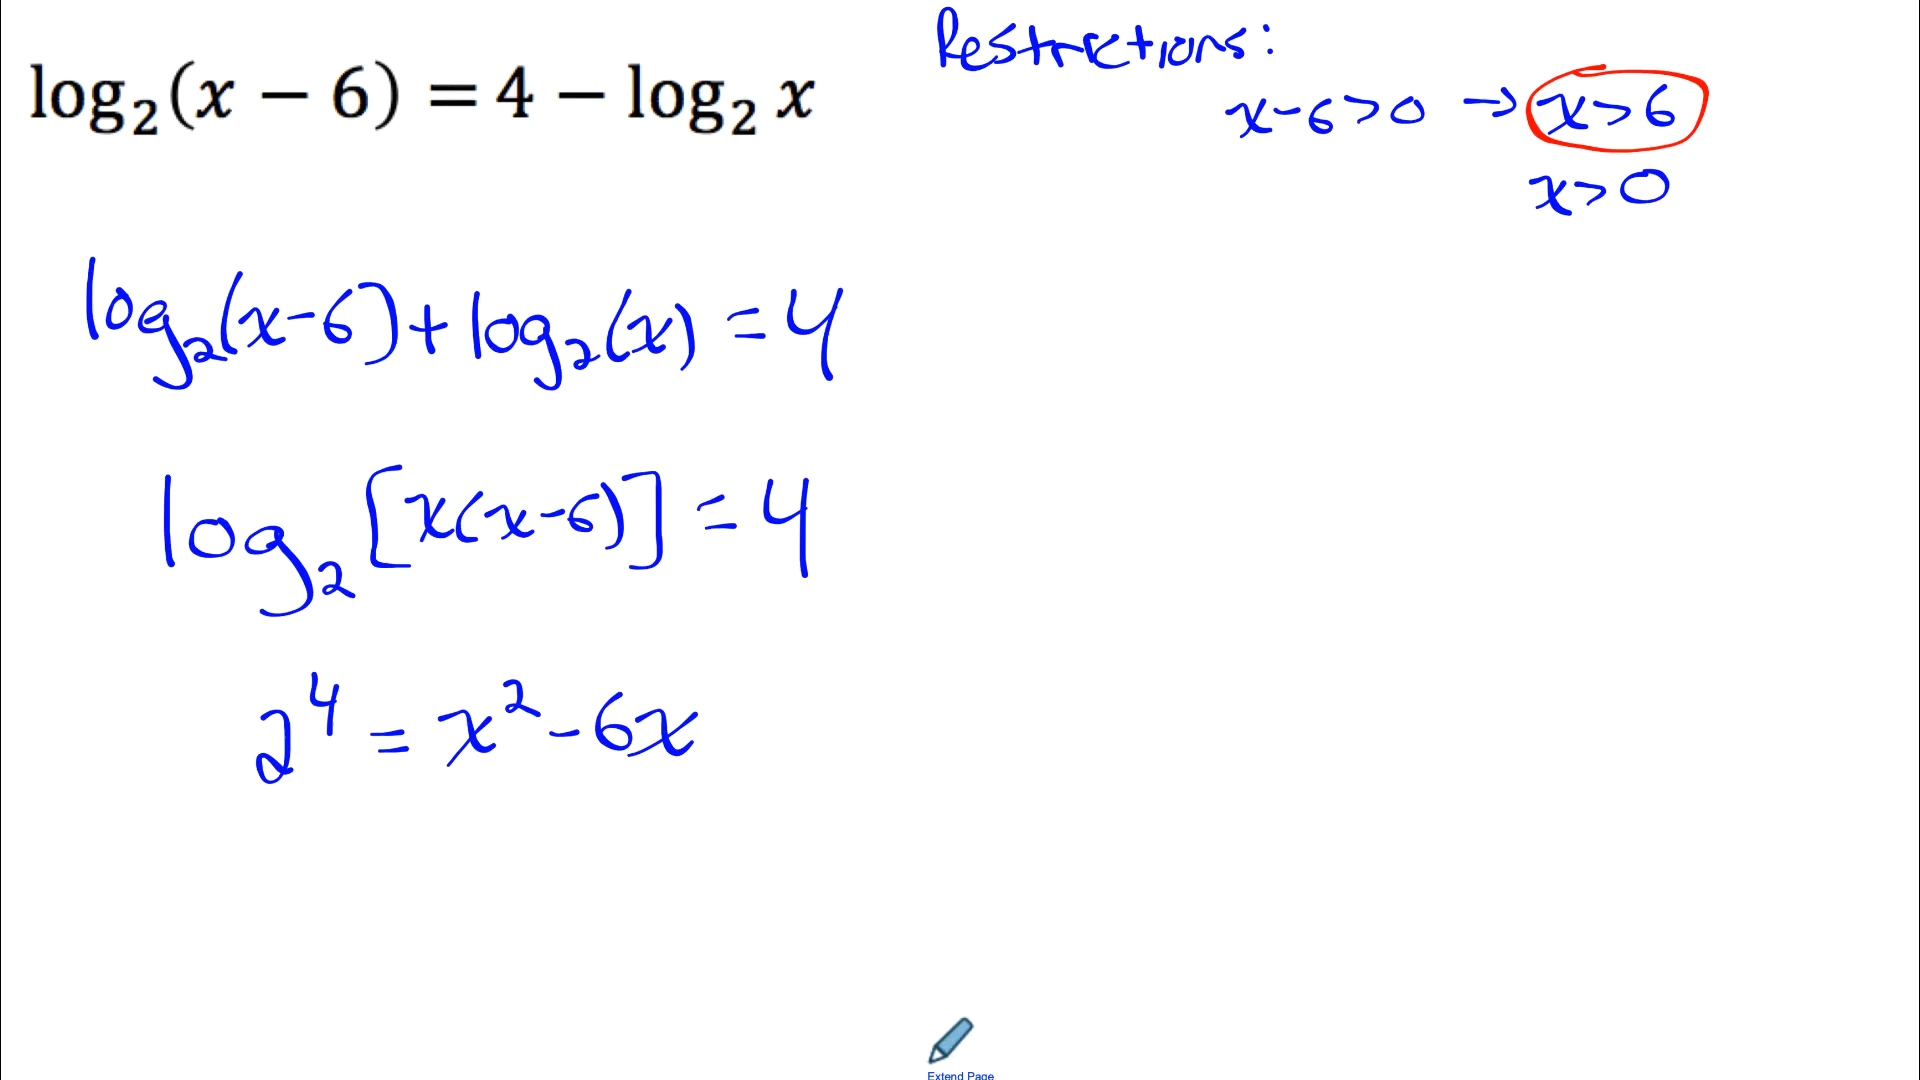 log₂(x − 6) = 4 − log₂ x
Restrictions:
x-6>0 → x>6
x>0
log₂(x-6)+log₂(x) = 4
log₂[x(x-6)] = 4
2⁴ = x²-6x
Extend Page